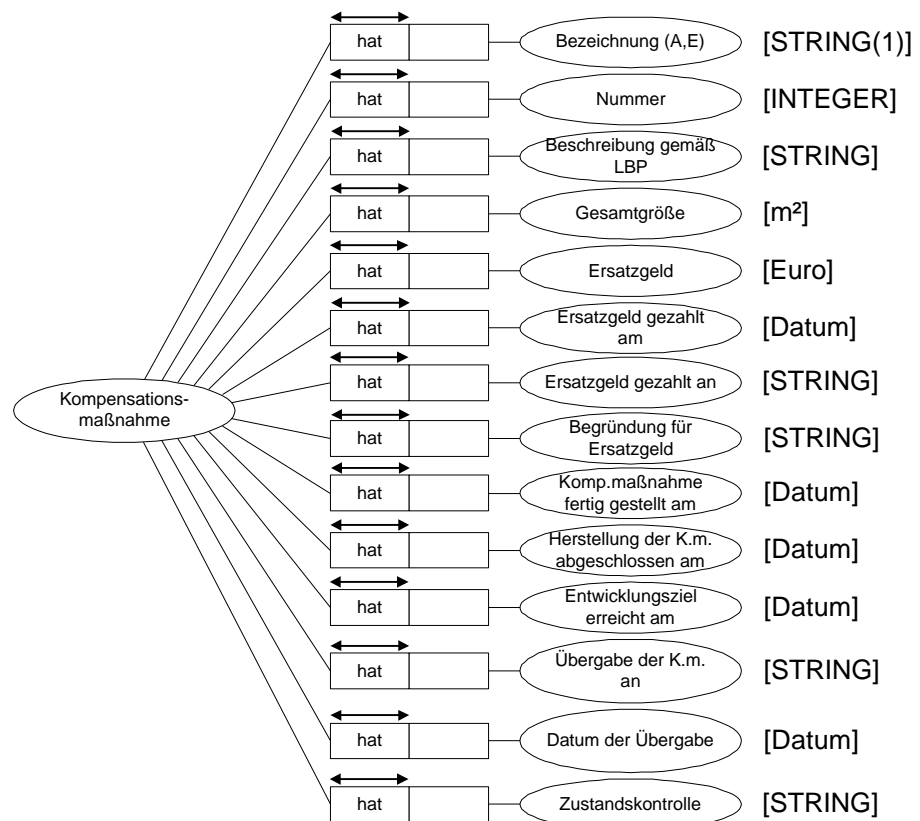 hat
Bezeichnung (A,E)
[STRING(1)]
hat
Nummer
[INTEGER]
hat
Beschreibung gemäß
LBP
[STRING]
hat
Gesamtgröße
[m²]
hat
Ersatzgeld
[Euro]
hat
Ersatzgeld gezahlt
am
[Datum]
hat
Ersatzgeld gezahlt an
[STRING]
Kompensations-
maßnahme
hat
Begründung für
Ersatzgeld
[STRING]
hat
Komp.maßnahme
fertig gestellt am
[Datum]
hat
Herstellung der K.m.
abgeschlossen am
[Datum]
hat
Entwicklungsziel
erreicht am
[Datum]
hat
Übergabe der K.m.
an
[STRING]
hat
Datum der Übergabe
[Datum]
hat
Zustandskontrolle
[STRING]